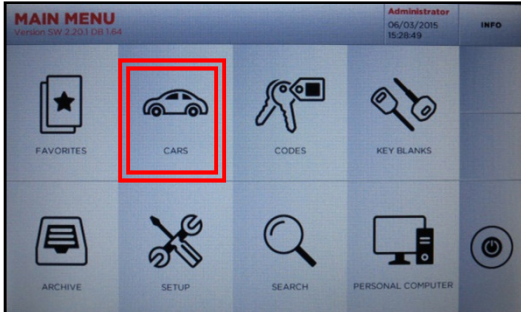 MAIN MENU
Version SW 2.20.1 DB 1.64
Administrator
06/03/2015
15:28:49
INFO
FAVORITES
CARS
CODES
KEY BLANKS
ARCHIVE
SETUP
SEARCH
PERSONAL COMPUTER